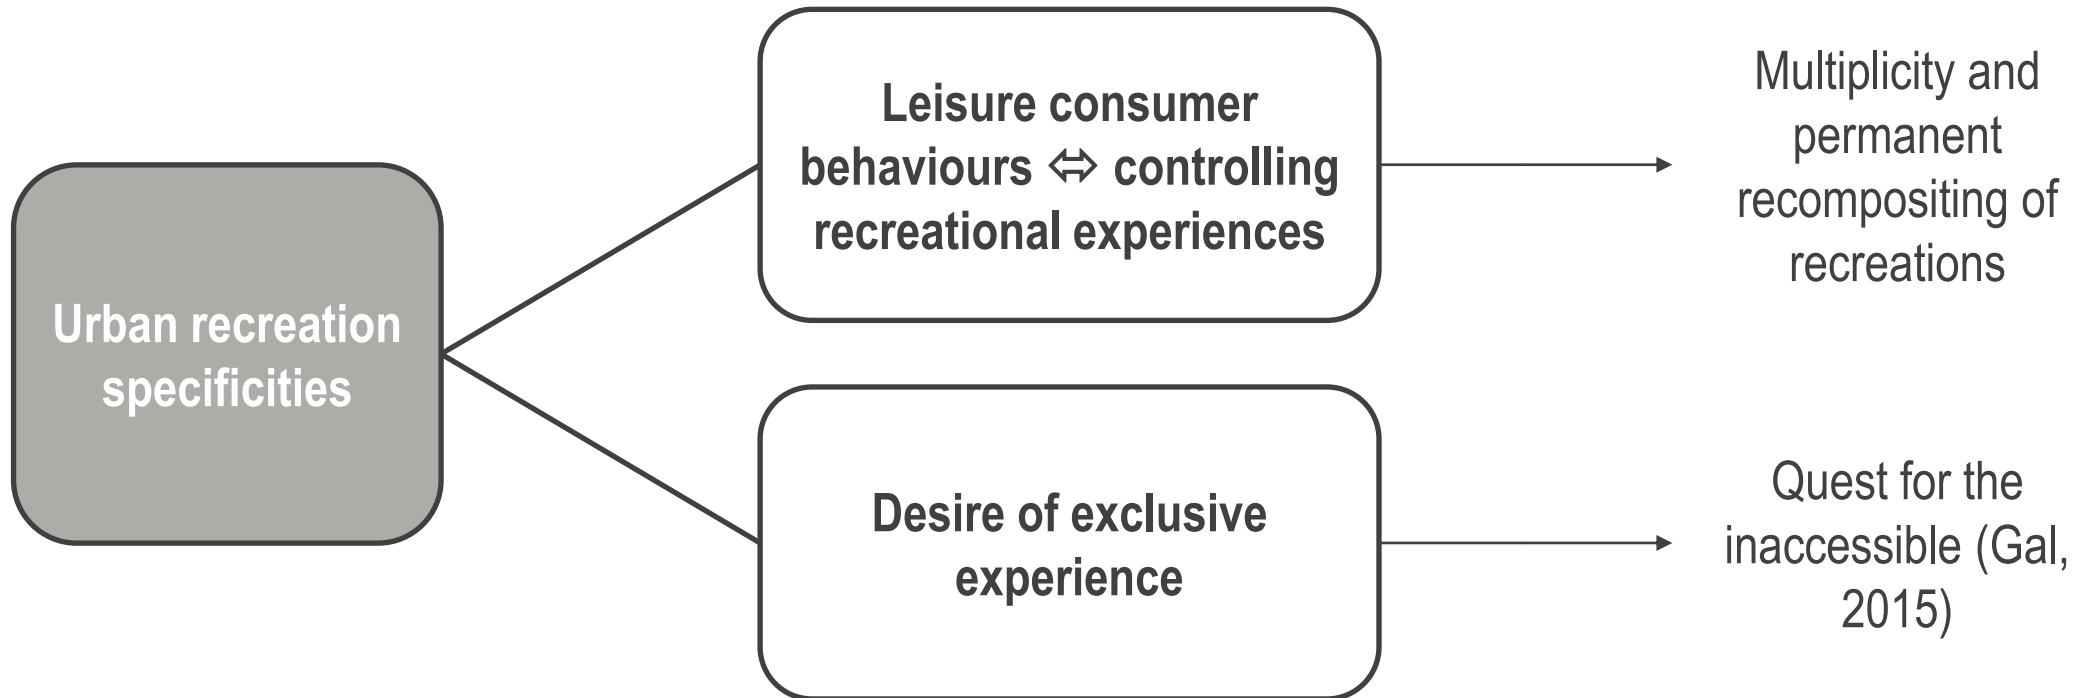 Urban recreation
specificities
Leisure consumer
behaviours ⇔ controlling
recreational experiences
Multiplicity and
permanent
recompositing of
recreations
Desire of exclusive
experience
Quest for the
inaccessible (Gal,
2015)